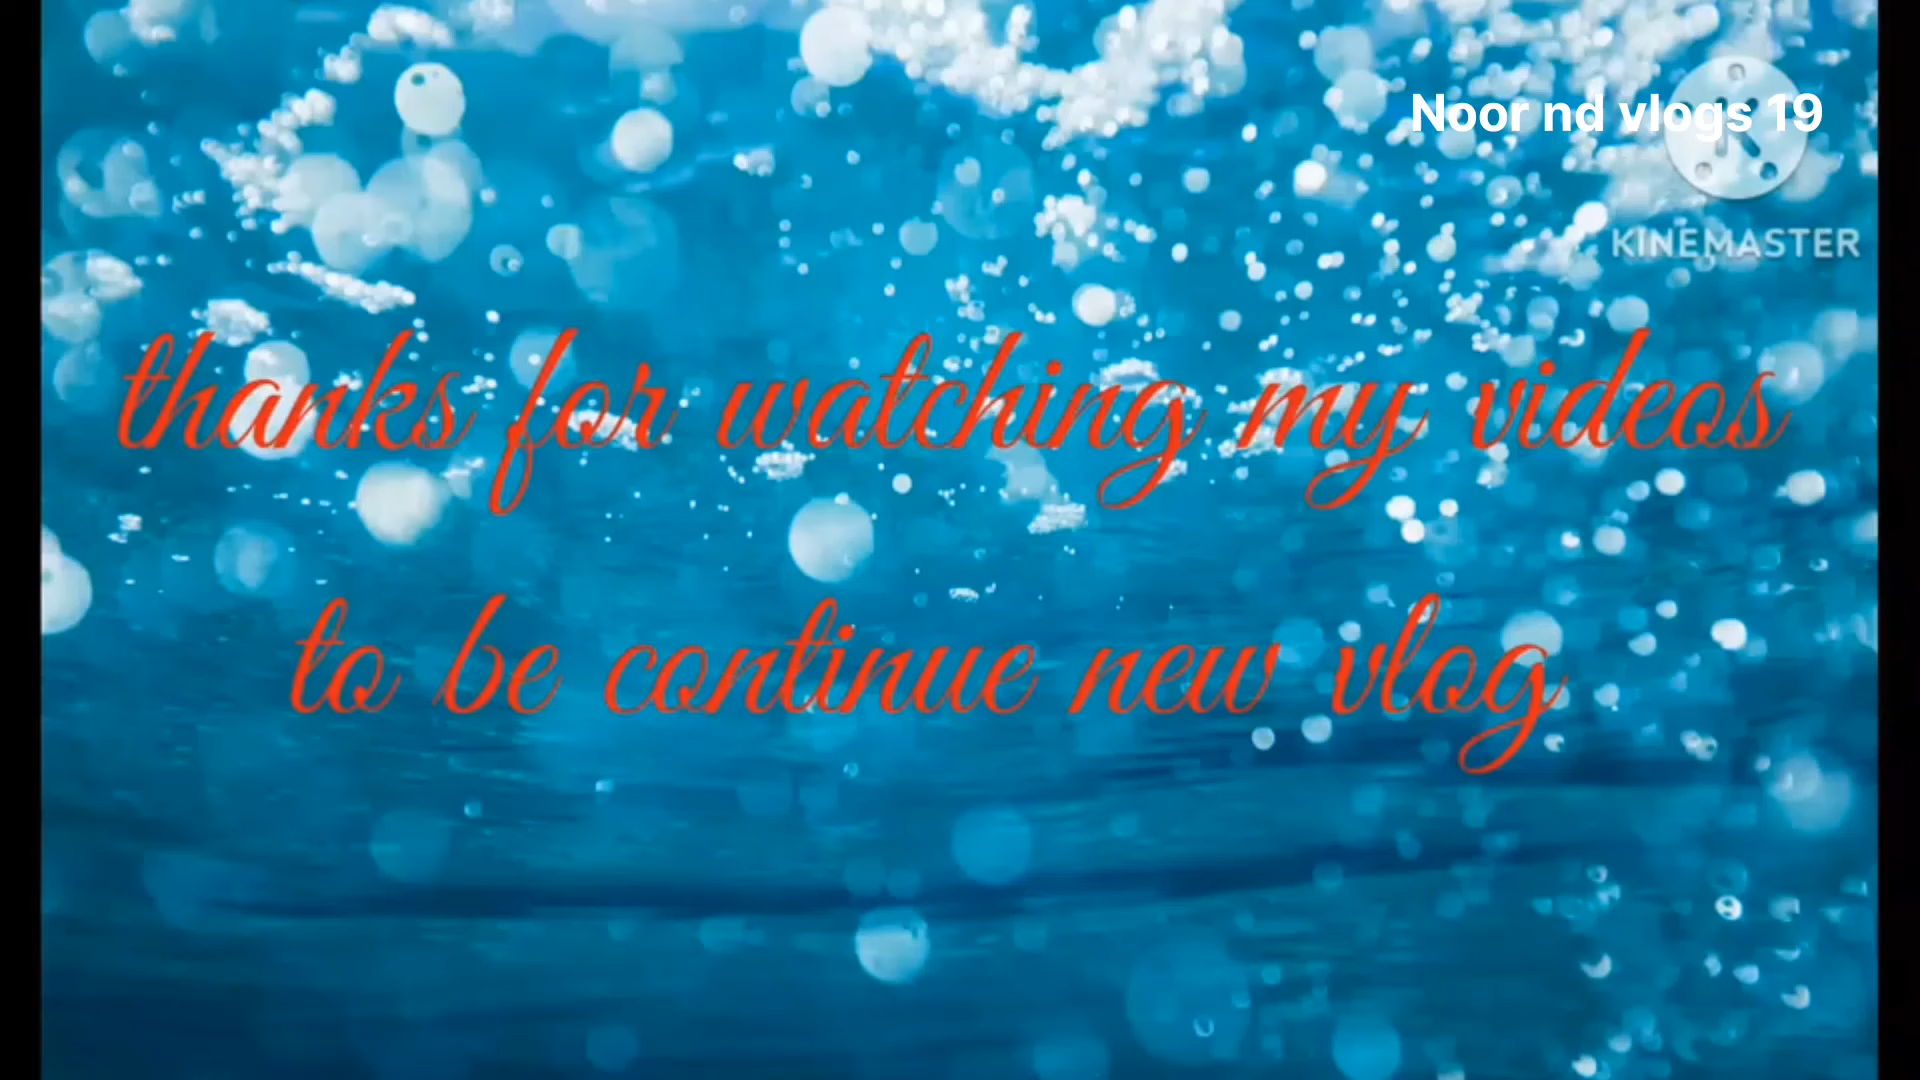 Noor nd vlogs 19
KINEMASTER
thanks for watching my videos
to be continue new vlog